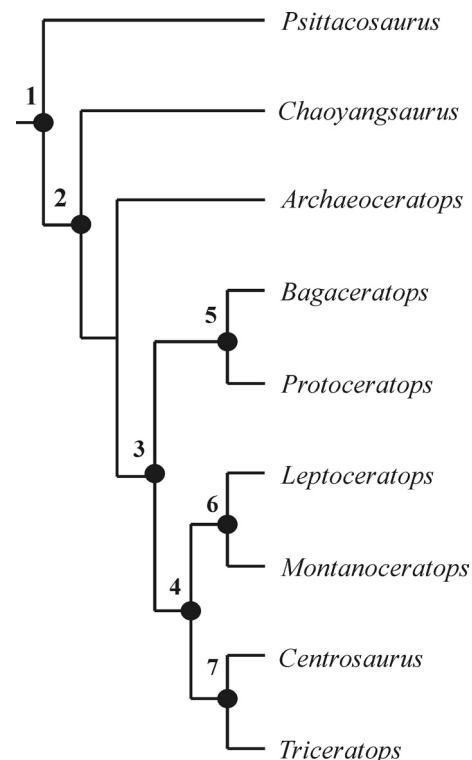 Psittacosaurus
1
Chaoyangsaurus
2
Archaeoceratops
Bagaceratops
5
Protoceratops
3
Leptoceratops
6
Montanoceratops
4
Centrosaurus
7
Triceratops